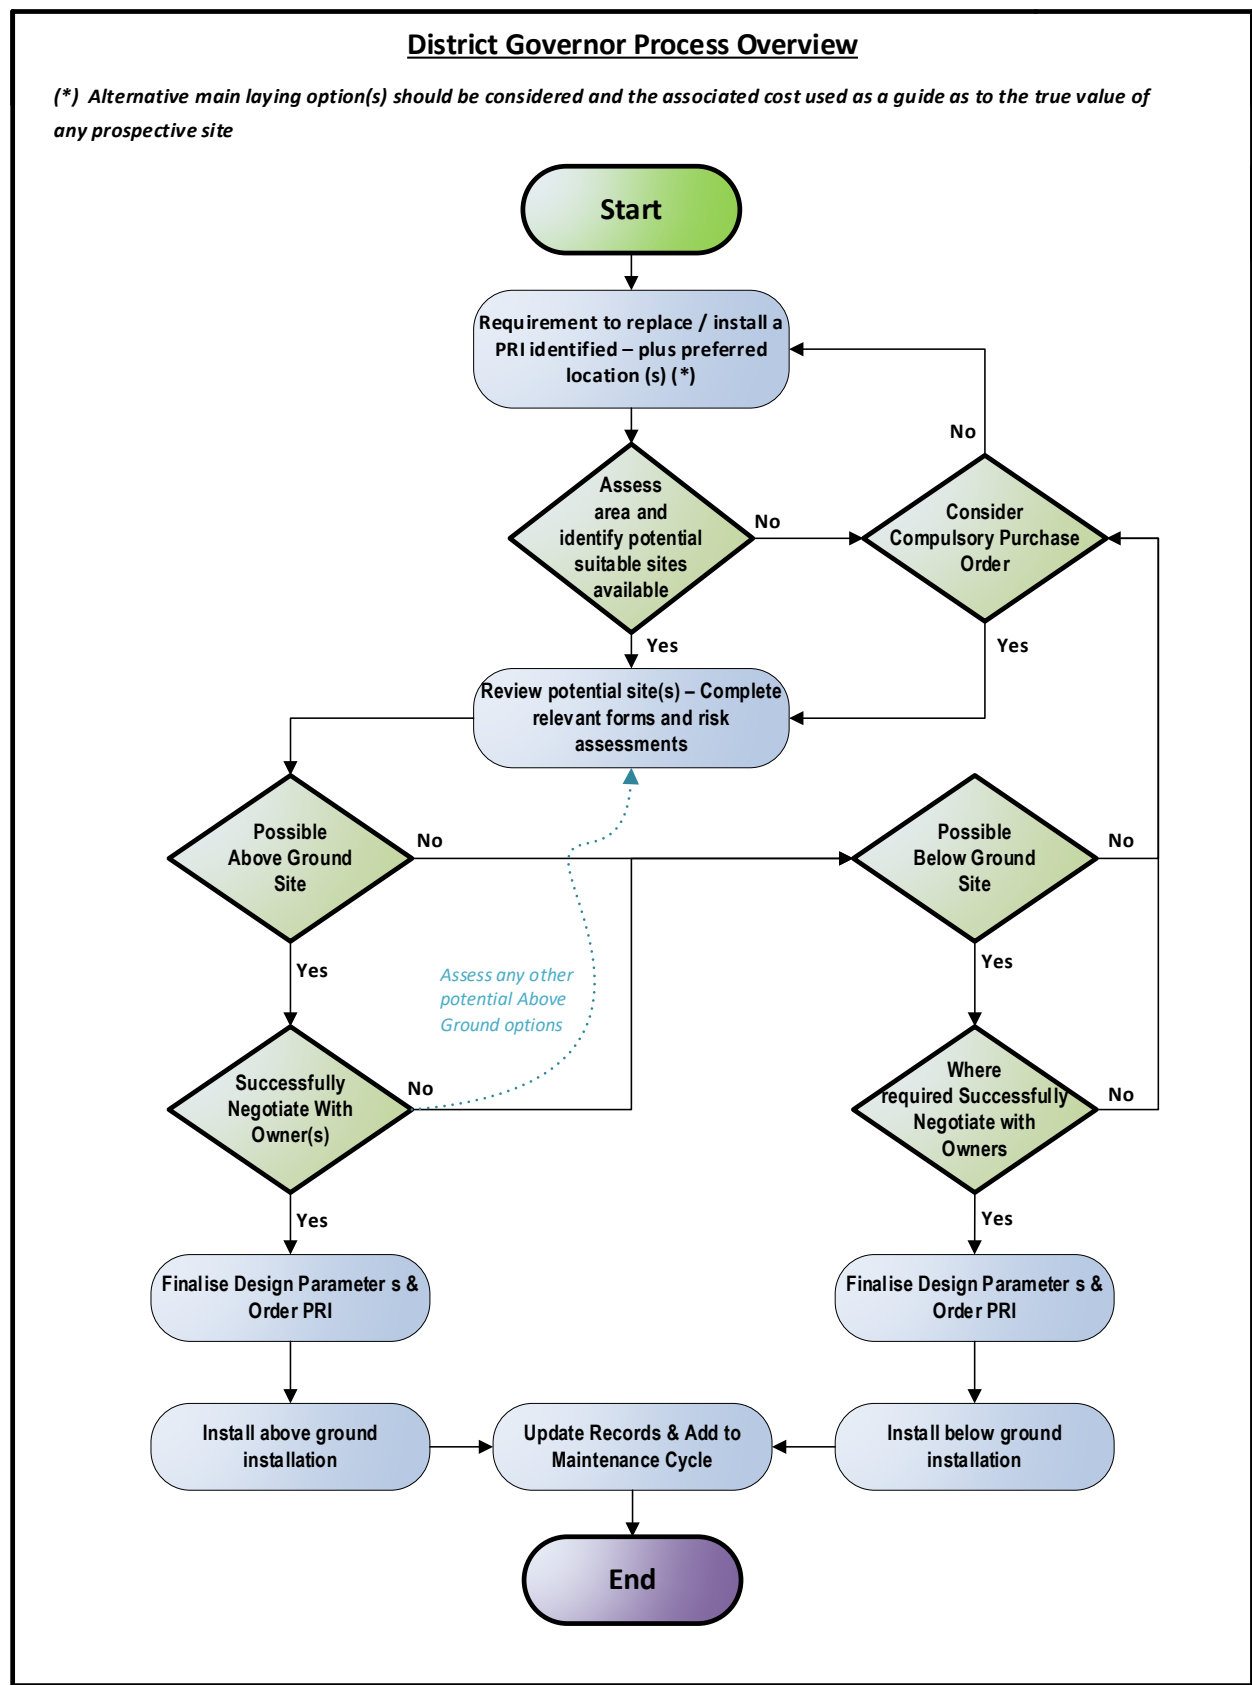 District Governor Process Overview
(*) Alternative main laying option(s) should be considered and the associated cost used as a guide as to the true value of
any prospective site
Start
Requirement to replace / install a
PRI identified – plus preferred
location (s) (*)
No
Assess
area and
identify potential
suitable sites
available
No
Consider
Compulsory Purchase
Order
Yes
Yes
Review potential site(s) – Complete
relevant forms and risk
assessments
Possible
Above Ground
Site
No
Possible
Below Ground
Site
No
Yes
Assess any other
potential Above
Ground options
Yes
Successfully
Negotiate With
Owner(s)
No
Where
required Successfully
Negotiate with
Owners
No
Yes
Yes
Finalise Design Parameter s &
Order PRI
Finalise Design Parameter s &
Order PRI
Install above ground
installation
Update Records & Add to
Maintenance Cycle
Install below ground
installation
End